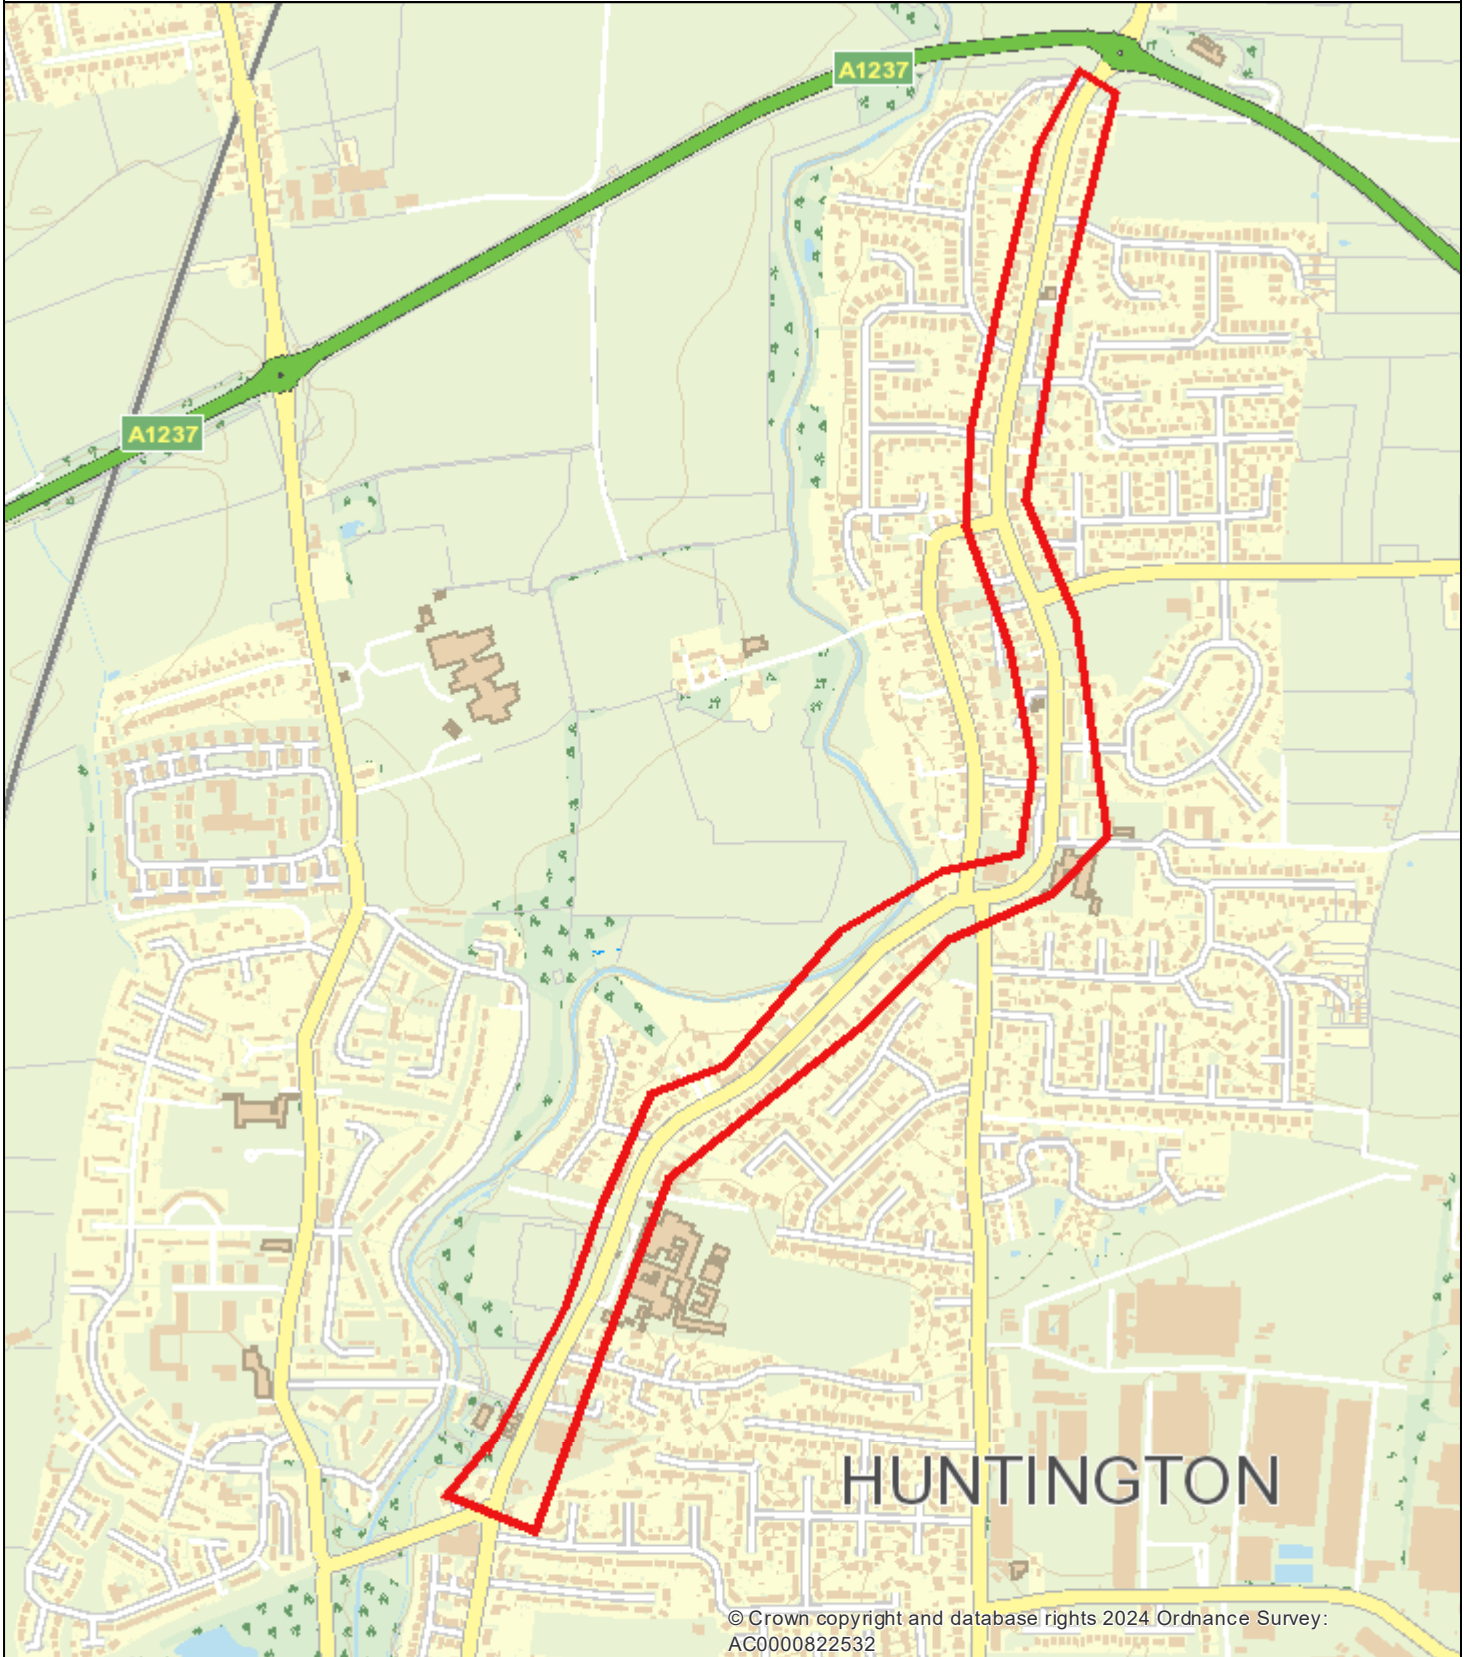 A1237
A1237
HUNTINGTON
© Crown copyright and database rights 2024 Ordnance Survey:
AC0000822532